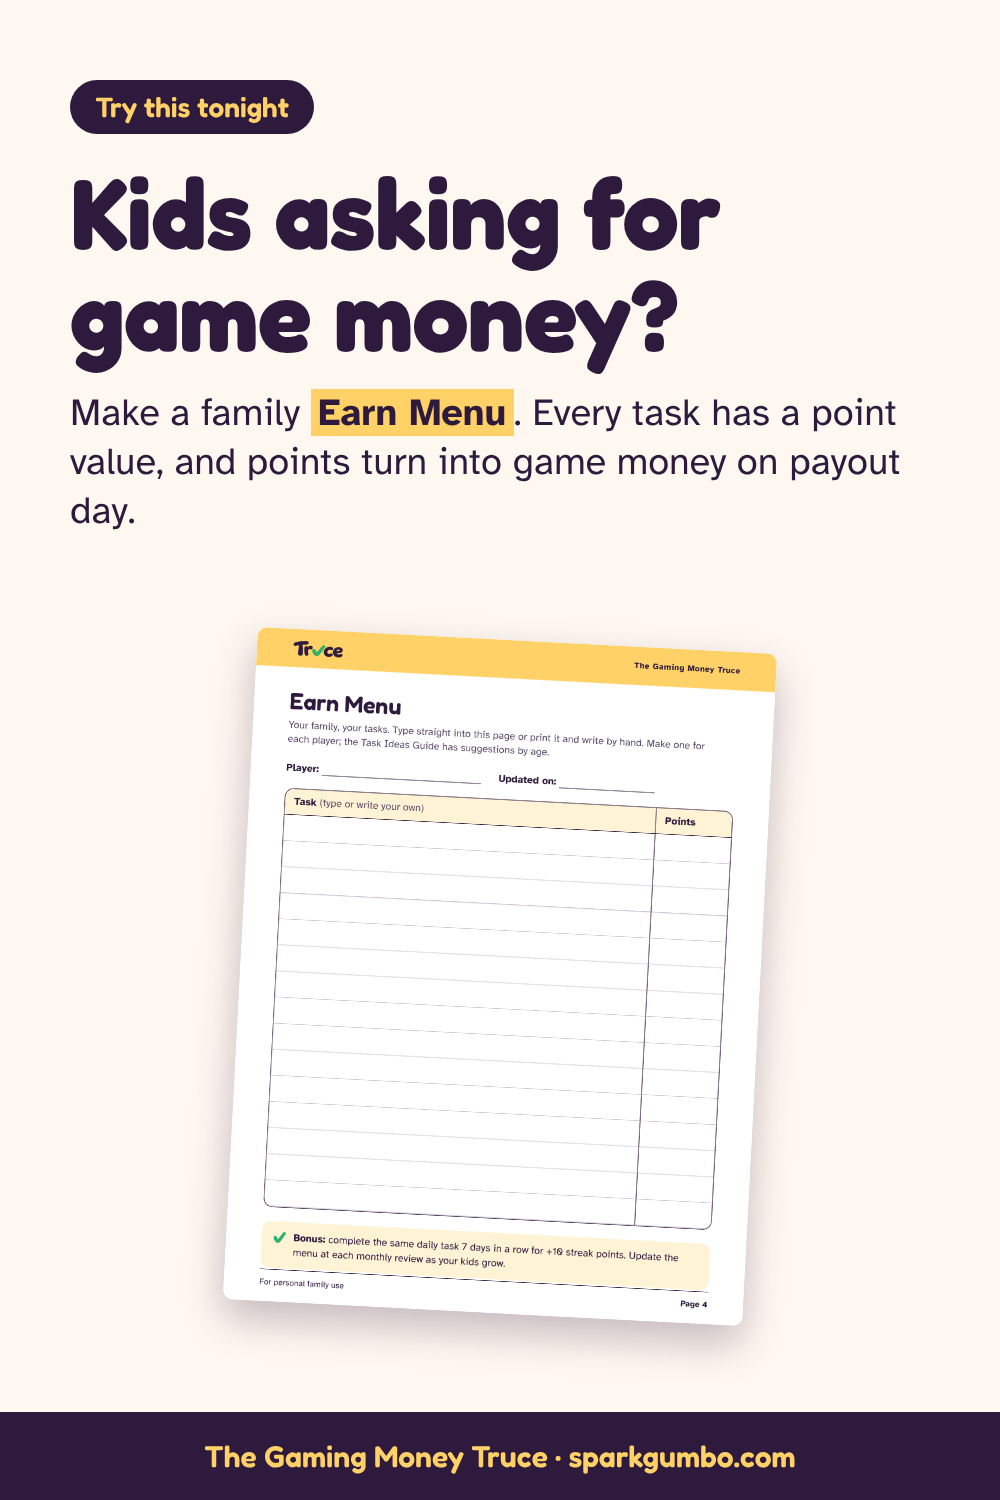 Try this tonight
Kids asking for
game money?
Make a family Earn Menu. Every task has a point
value, and points turn into game money on payout
day.
Truce
The Gaming Money Truce
Earn Menu
Your family, your tasks. Type straight into this page or print it and write by hand. Make one for
each player; the Task Ideas Guide has suggestions by age.
Player: Updated on:
Task (type or write your own) Points
Bonus: complete the same daily task 7 days in a row for +10 streak points. Update the
menu at each monthly review as your kids grow.
For personal family use
Page 4
The Gaming Money Truce · sparkgumbo.com